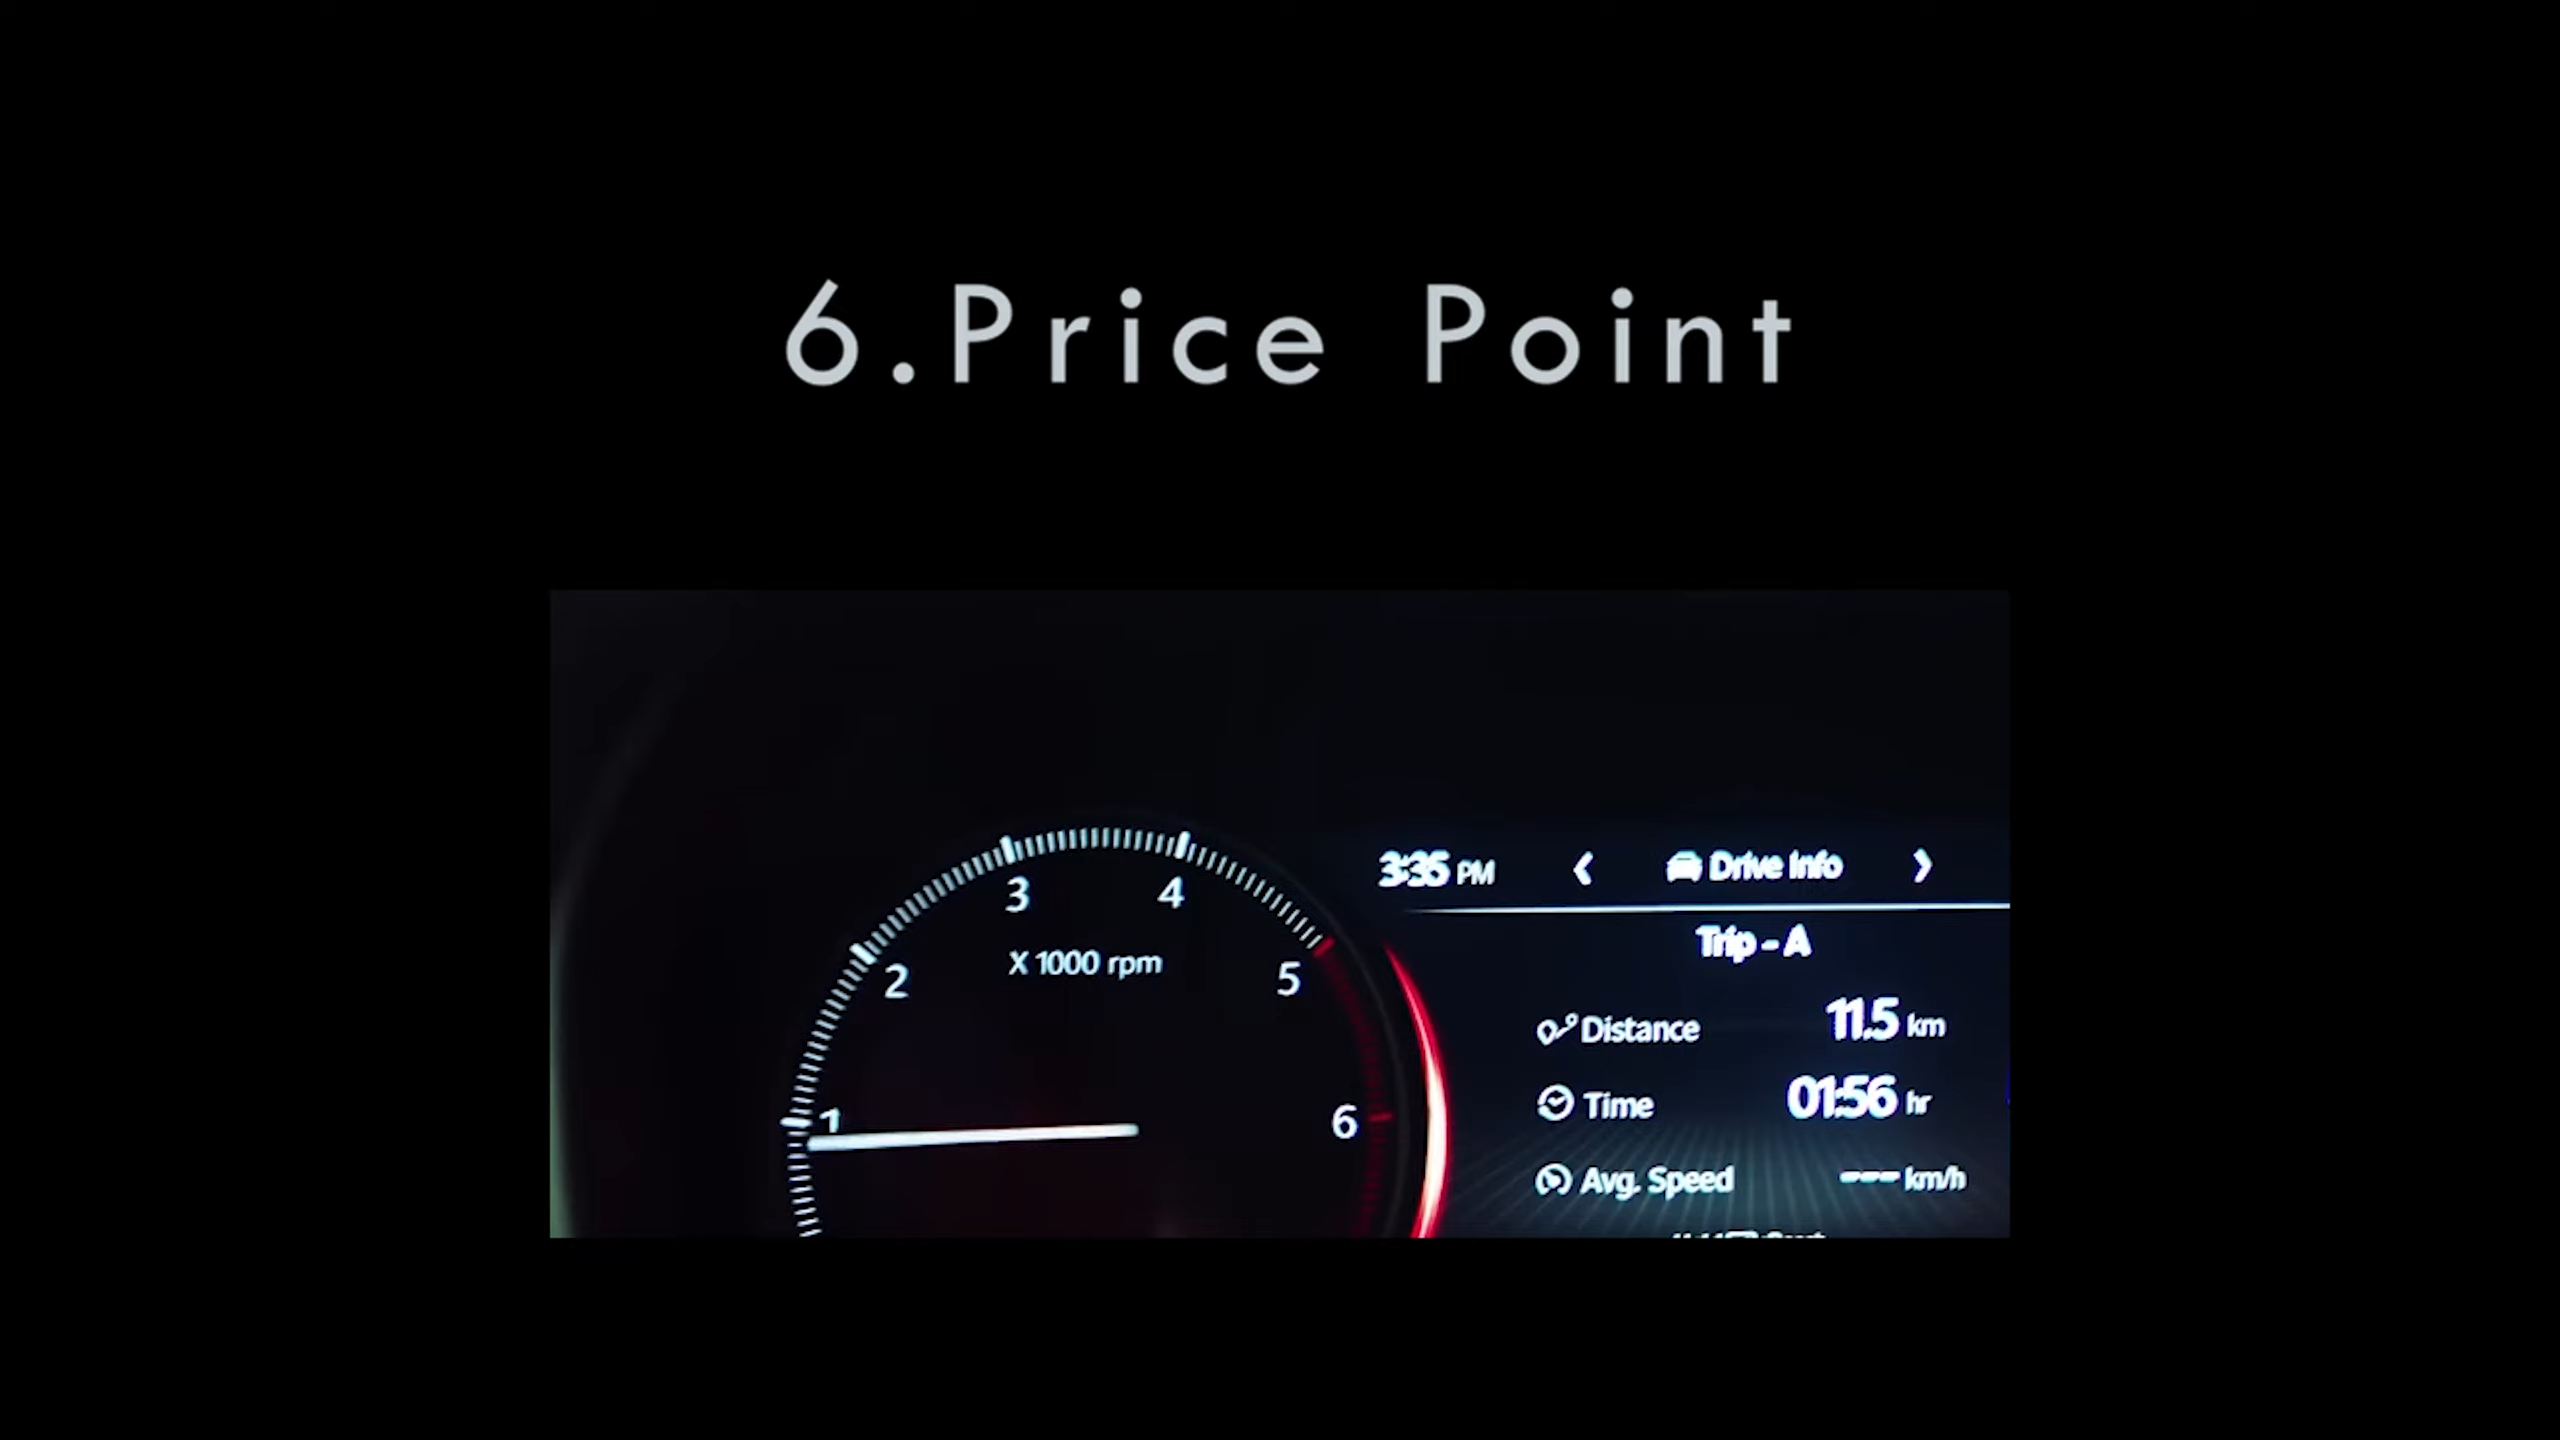 6.Price Point
3:35 PM < Drive Info >
Trip - A
Distance 11.5 km
Time 01:56 hr
Avg. Speed --- km/h
1 2 3 4 5 6
X 1000 rpm